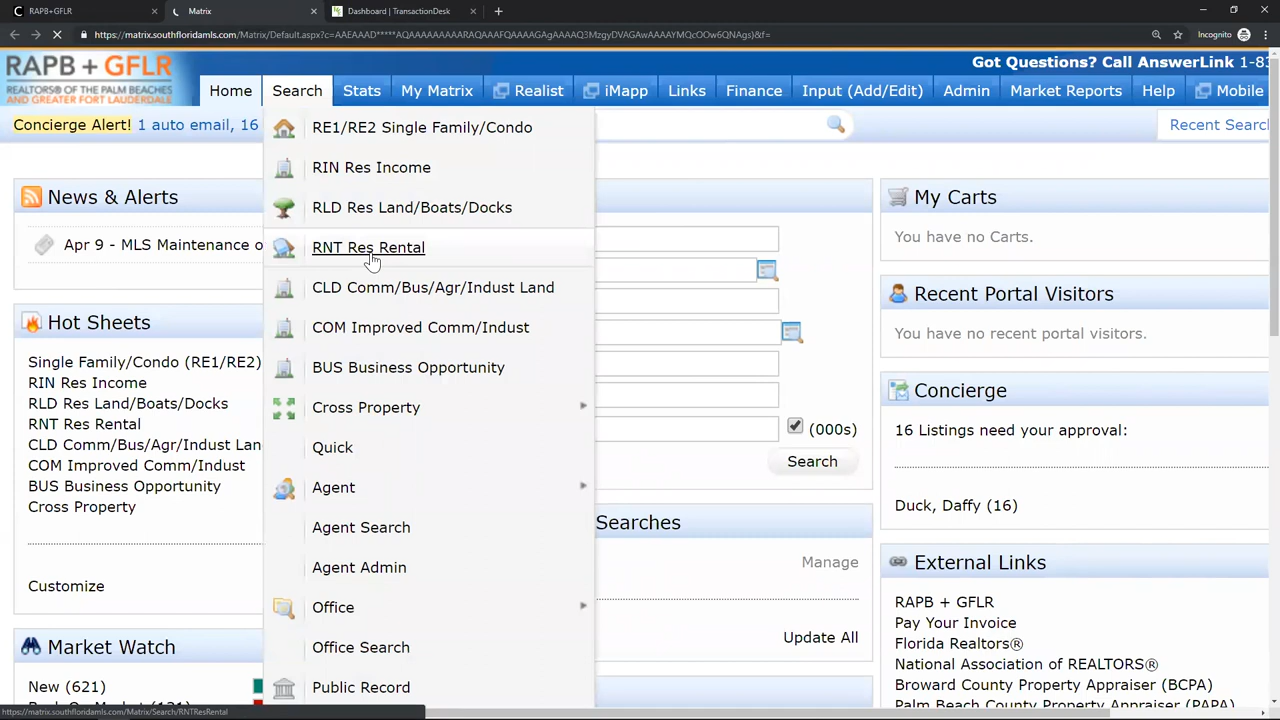 RAPB+GFLR
Matrix
Dashboard | TransactionDesk
https://matrix.southfloridamls.com/Matrix/Default.aspx?c=AAEAAAD*****AQAAAAAAAAARAQAAAFQAAAAGAgAAAAQ3MzgyDVAGAwAAAAYMQcOOw6QNAgs)&f=
Incognito
RAPB + GFLR
REALTORS® OF THE PALM BEACHES
AND GREATER FORT LAUDERDALE
Got Questions? Call AnswerLink 1-83
Home
Search
Stats
My Matrix
Realist
iMapp
Links
Finance
Input (Add/Edit)
Admin
Market Reports
Help
Mobile
Concierge Alert! 1 auto email, 16
Recent Search
RE1/RE2 Single Family/Condo
RIN Res Income
RLD Res Land/Boats/Docks
RNT Res Rental
CLD Comm/Bus/Agr/Indust Land
COM Improved Comm/Indust
BUS Business Opportunity
Cross Property
Quick
Agent
Agent Search
Agent Admin
Office
Office Search
Public Record
News & Alerts
Apr 9 - MLS Maintenance o
Hot Sheets
Single Family/Condo (RE1/RE2)
RIN Res Income
RLD Res Land/Boats/Docks
RNT Res Rental
CLD Comm/Bus/Agr/Indust Lan
COM Improved Comm/Indust
BUS Business Opportunity
Cross Property
Customize
Market Watch
New (621)
(000s)
Search
Searches
Manage
Update All
My Carts
You have no Carts.
Recent Portal Visitors
You have no recent portal visitors.
Concierge
16 Listings need your approval:
Duck, Daffy (16)
External Links
RAPB + GFLR
Pay Your Invoice
Florida Realtors®
National Association of REALTORS®
Broward County Property Appraiser (BCPA)
Palm Beach County Property Appraiser (PAPA)
https://matrix.southfloridamls.com/Matrix/Search/RNTResRental